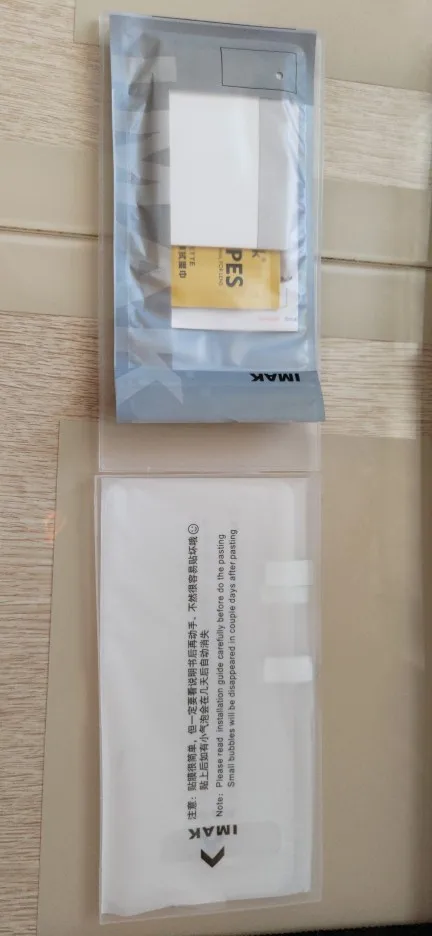 PES
IMAK
注意：贴膜很简单，但一定要看说明书后再动手，不然很容易贴坏哦
贴上后如有小气泡会在几天后自动消失
Note: Please read installation guide carefully before do the pasting
Small bubbles will be disappeared in couple days after pasting
IMAK